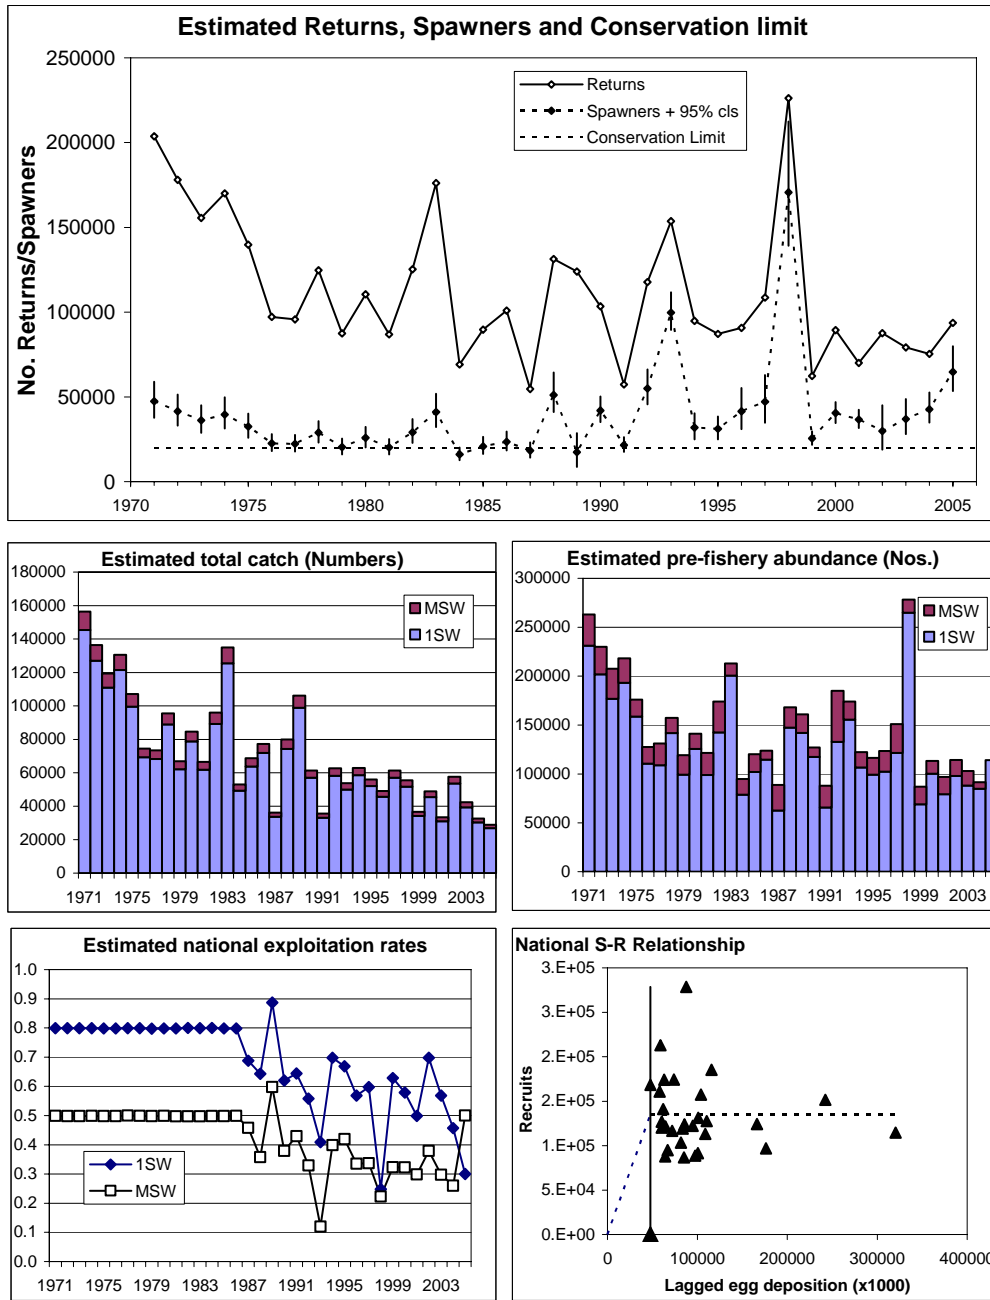 Estimated Returns, Spawners and Conservation limit
No. Returns/Spawners
250000
200000
150000
100000
50000
0
Returns
Spawners + 95% cls
Conservation Limit
1970 1975 1980 1985 1990 1995 2000 2005
Estimated total catch (Numbers)
180000
160000
140000
120000
100000
80000
60000
40000
20000
0
MSW
1SW
1971 1975 1979 1983 1987 1991 1995 1999 2003
Estimated pre-fishery abundance (Nos.)
300000
250000
200000
150000
100000
50000
0
MSW
1SW
1971 1975 1979 1983 1987 1991 1995 1999 2003
Estimated national exploitation rates
1.0
0.9
0.8
0.7
0.6
0.5
0.4
0.3
0.2
0.1
0.0
1SW
MSW
1971 1975 1979 1983 1987 1991 1995 1999 2003
National S-R Relationship
Recruits
3.E+05
3.E+05
2.E+05
2.E+05
1.E+05
5.E+04
0.E+00
0 100000 200000 300000 400000
Lagged egg deposition (x1000)